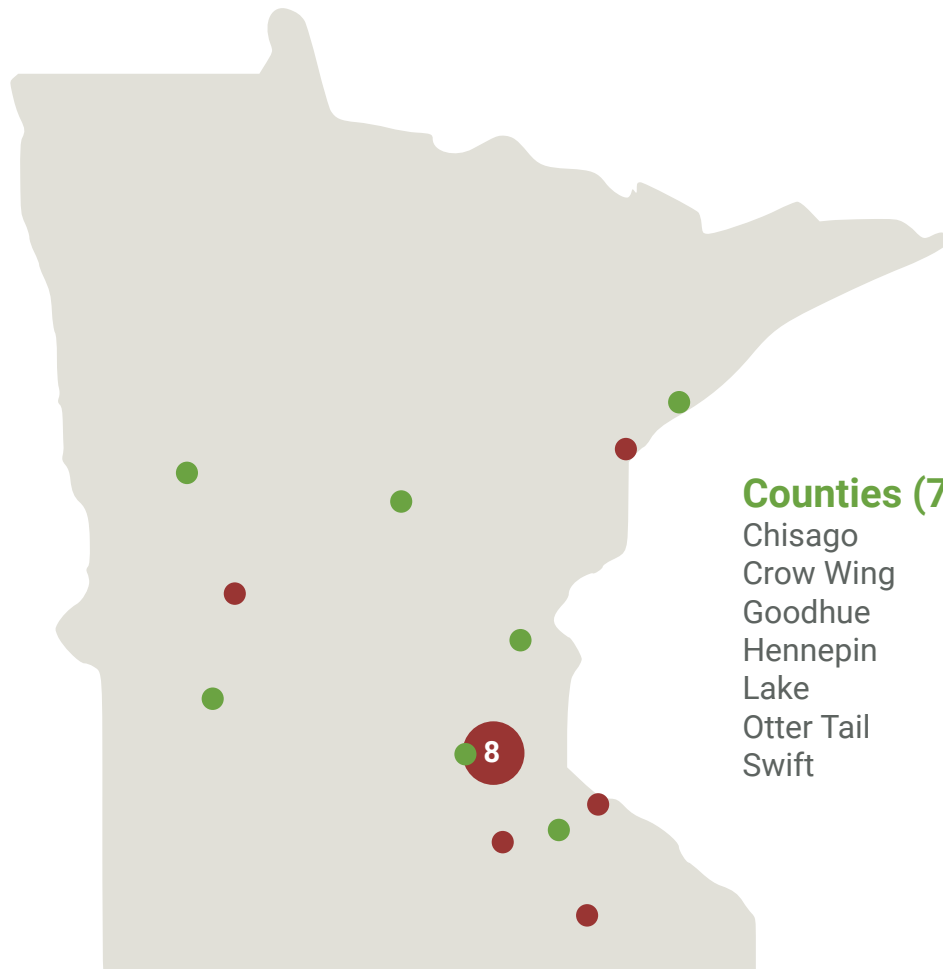 Counties (7
Chisago
Crow Wing
Goodhue
Hennepin
Lake
Otter Tail
Swift
8